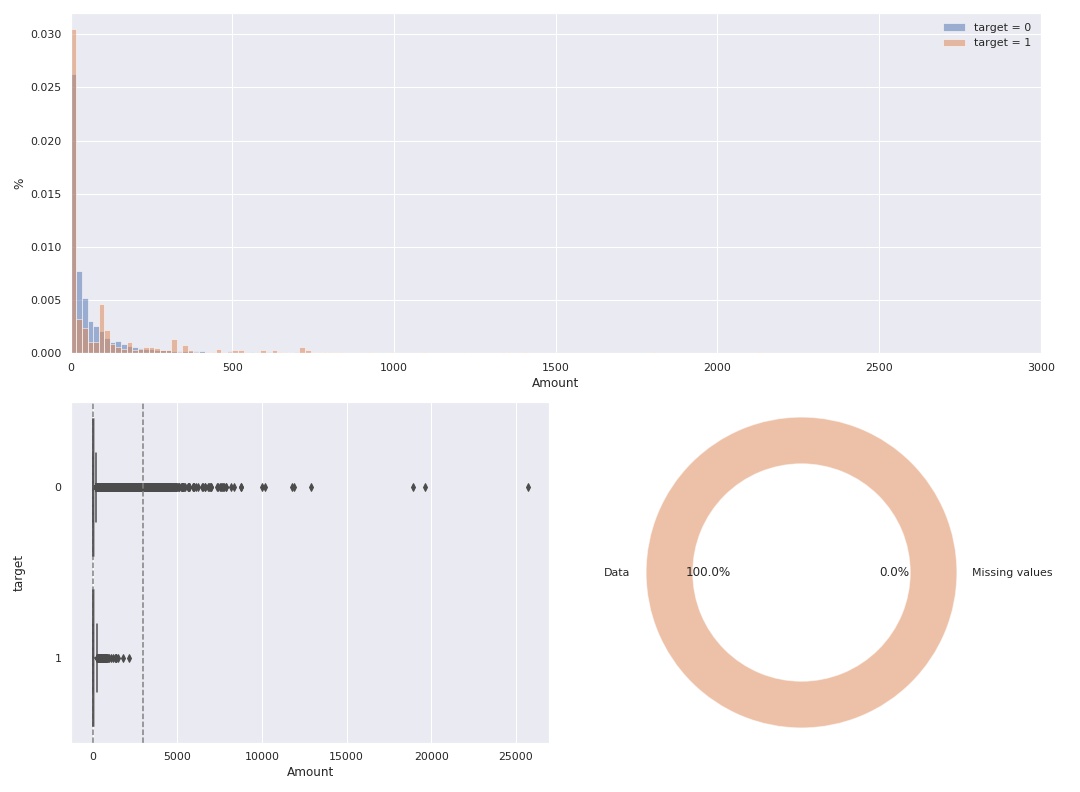 0.030
0.025
0.020
0.015
0.010
0.005
0.000
%
target = 0
target = 1
0 500 1000 1500 2000 2500 3000
Amount
target
0
1
0 5000 10000 15000 20000 25000
Amount
Data 100.0% 0.0% Missing values